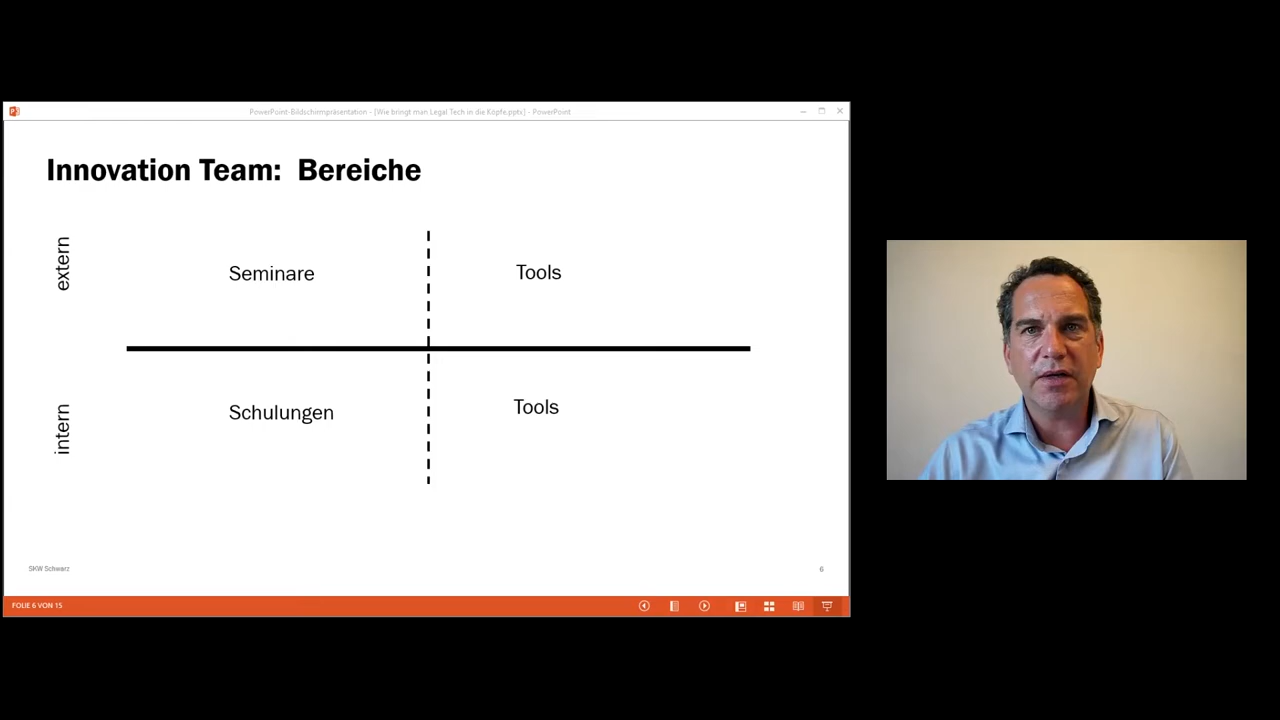 PowerPoint-Bildschirmpräsentation - [Wie bringt man Legal Tech in die Köpfe.pptx] - PowerPoint
Innovation Team: Bereiche
extern
Seminare
Tools
intern
Schulungen
Tools
SKW Schwarz
6
FOLIE 6 VON 15